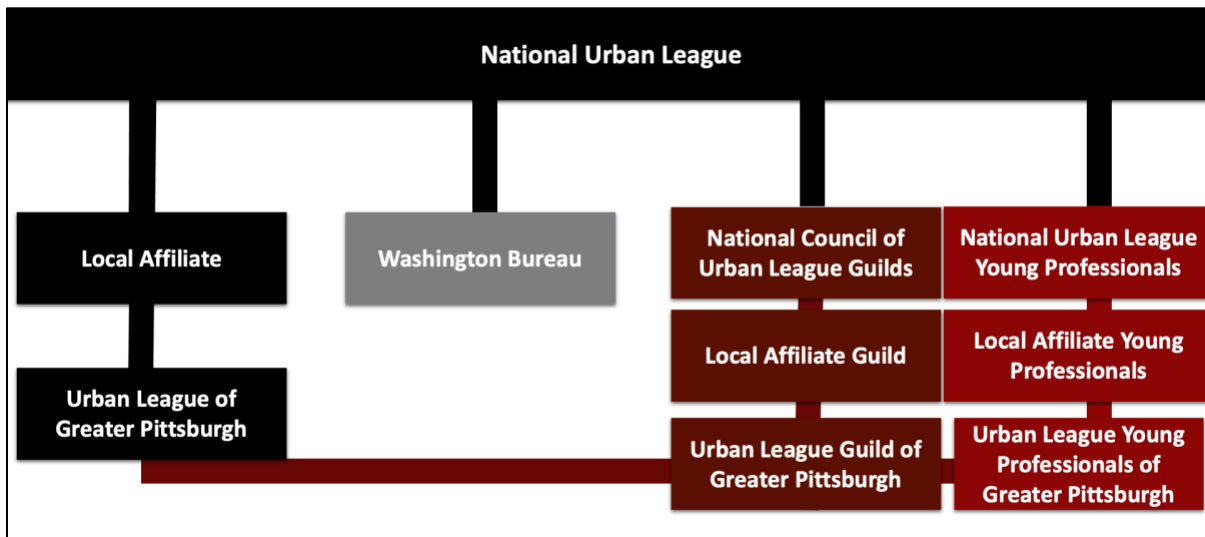 National Urban League
Local Affiliate
Washington Bureau
National Council of
Urban League Guilds
National Urban League
Young Professionals
Local Affiliate Guild
Local Affiliate Young
Professionals
Urban League of
Greater Pittsburgh
Urban League Guild of
Greater Pittsburgh
Urban League Young
Professionals of
Greater Pittsburgh